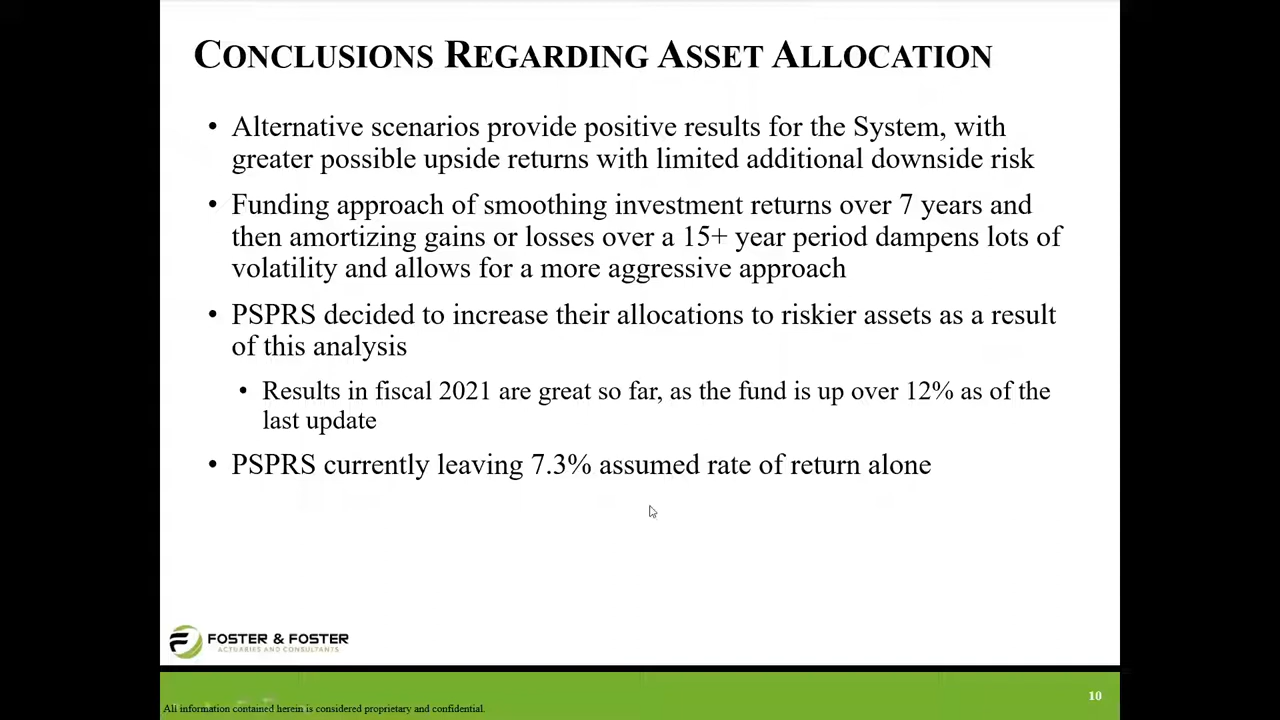 CONCLUSIONS REGARDING ASSET ALLOCATION
• Alternative scenarios provide positive results for the System, with
greater possible upside returns with limited additional downside risk
• Funding approach of smoothing investment returns over 7 years and
then amortizing gains or losses over a 15+ year period dampens lots of
volatility and allows for a more aggressive approach
• PSPRS decided to increase their allocations to riskier assets as a result
of this analysis
• Results in fiscal 2021 are great so far, as the fund is up over 12% as of the
last update
• PSPRS currently leaving 7.3% assumed rate of return alone
FOSTER & FOSTER
ACTUARIES AND CONSULTANTS
10
All information contained herein is considered proprietary and confidential.